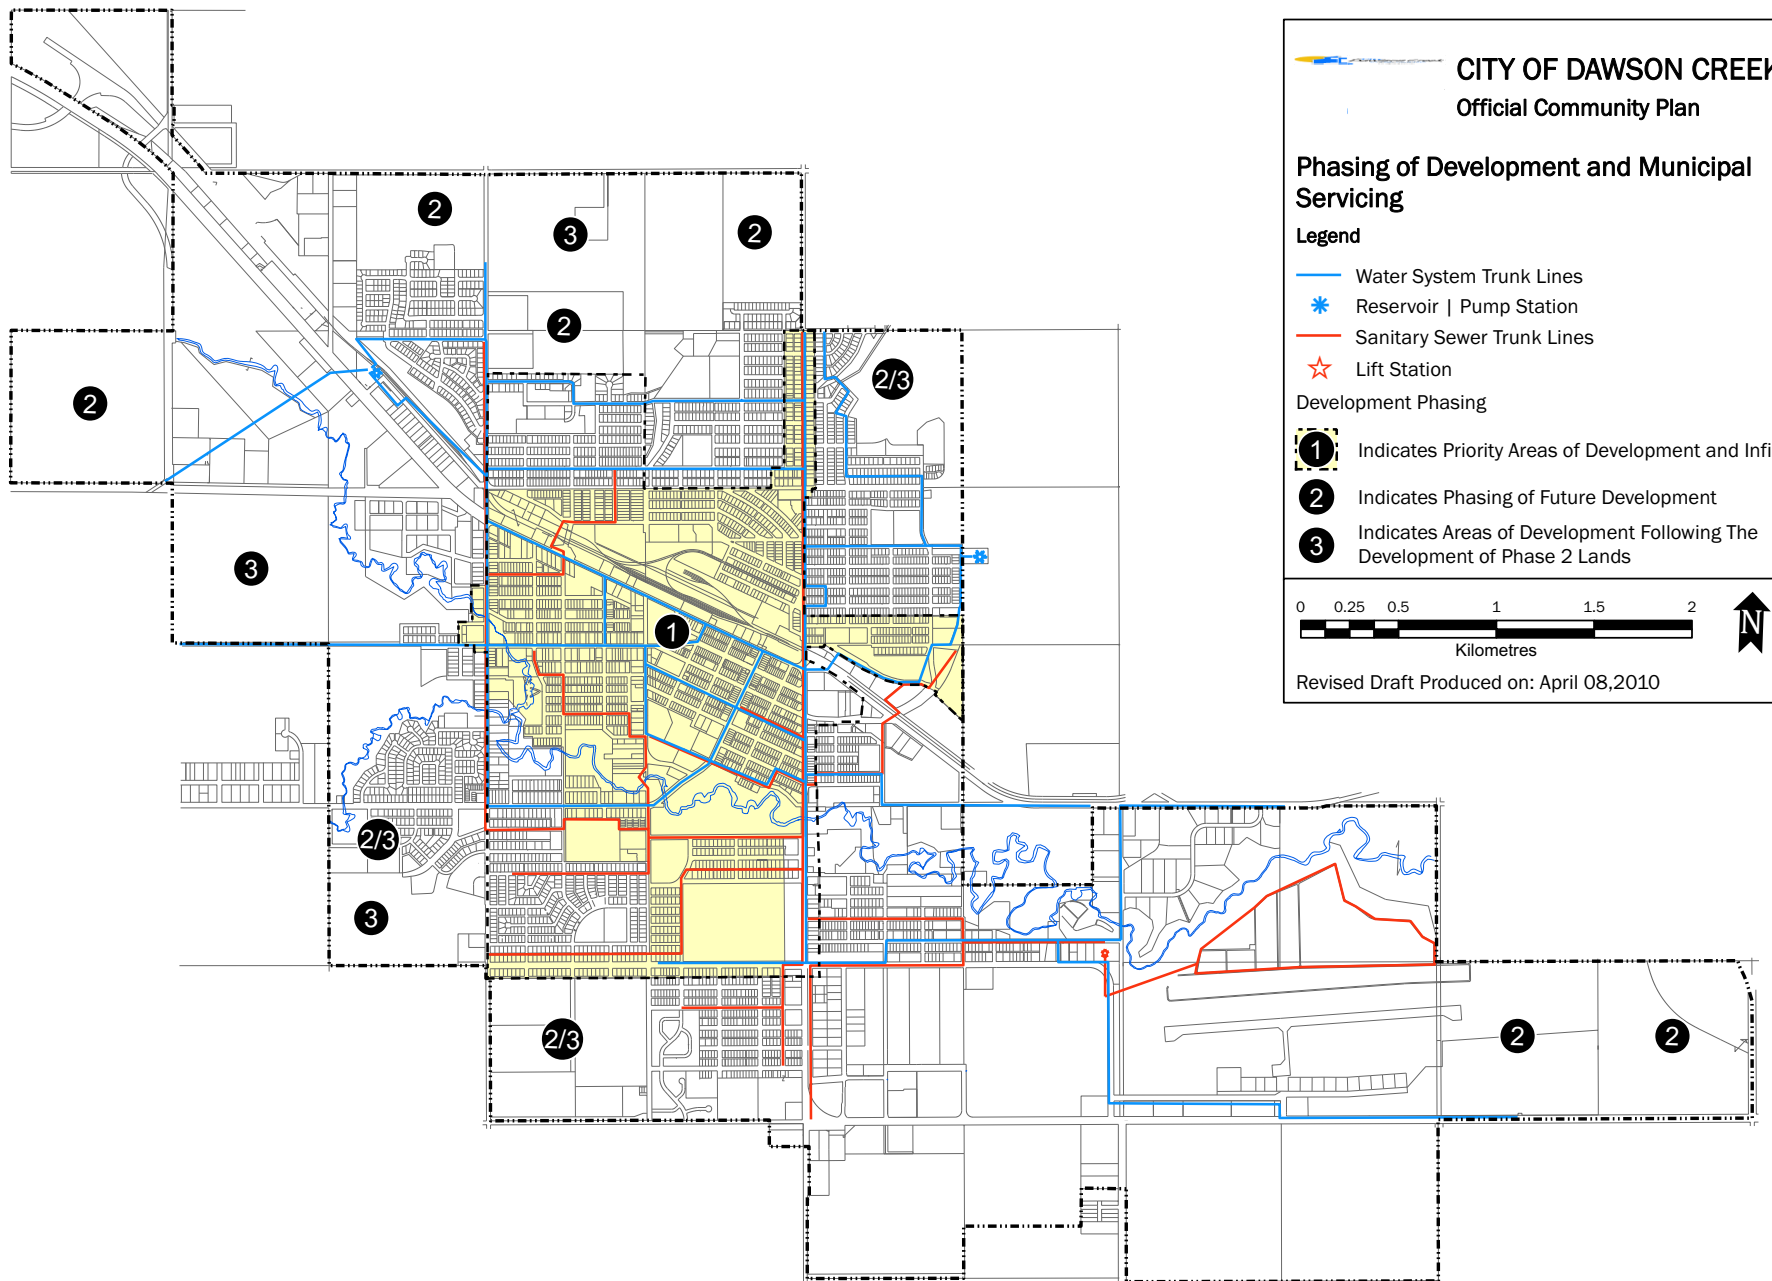 CITY OF DAWSON CREEK
Official Community Plan
Phasing of Development and Municipal
Servicing
Legend
Water System Trunk Lines
Reservoir | Pump Station
Sanitary Sewer Trunk Lines
Lift Station
Development Phasing
1 Indicates Priority Areas of Development and Infi
2 Indicates Phasing of Future Development
3 Indicates Areas of Development Following The
Development of Phase 2 Lands
0 0.25 0.5 1 1.5 2
Kilometres
N
Revised Draft Produced on: April 08,2010
2
3
2
2
2/3
2
3
1
2/3
3
2/3
2
2